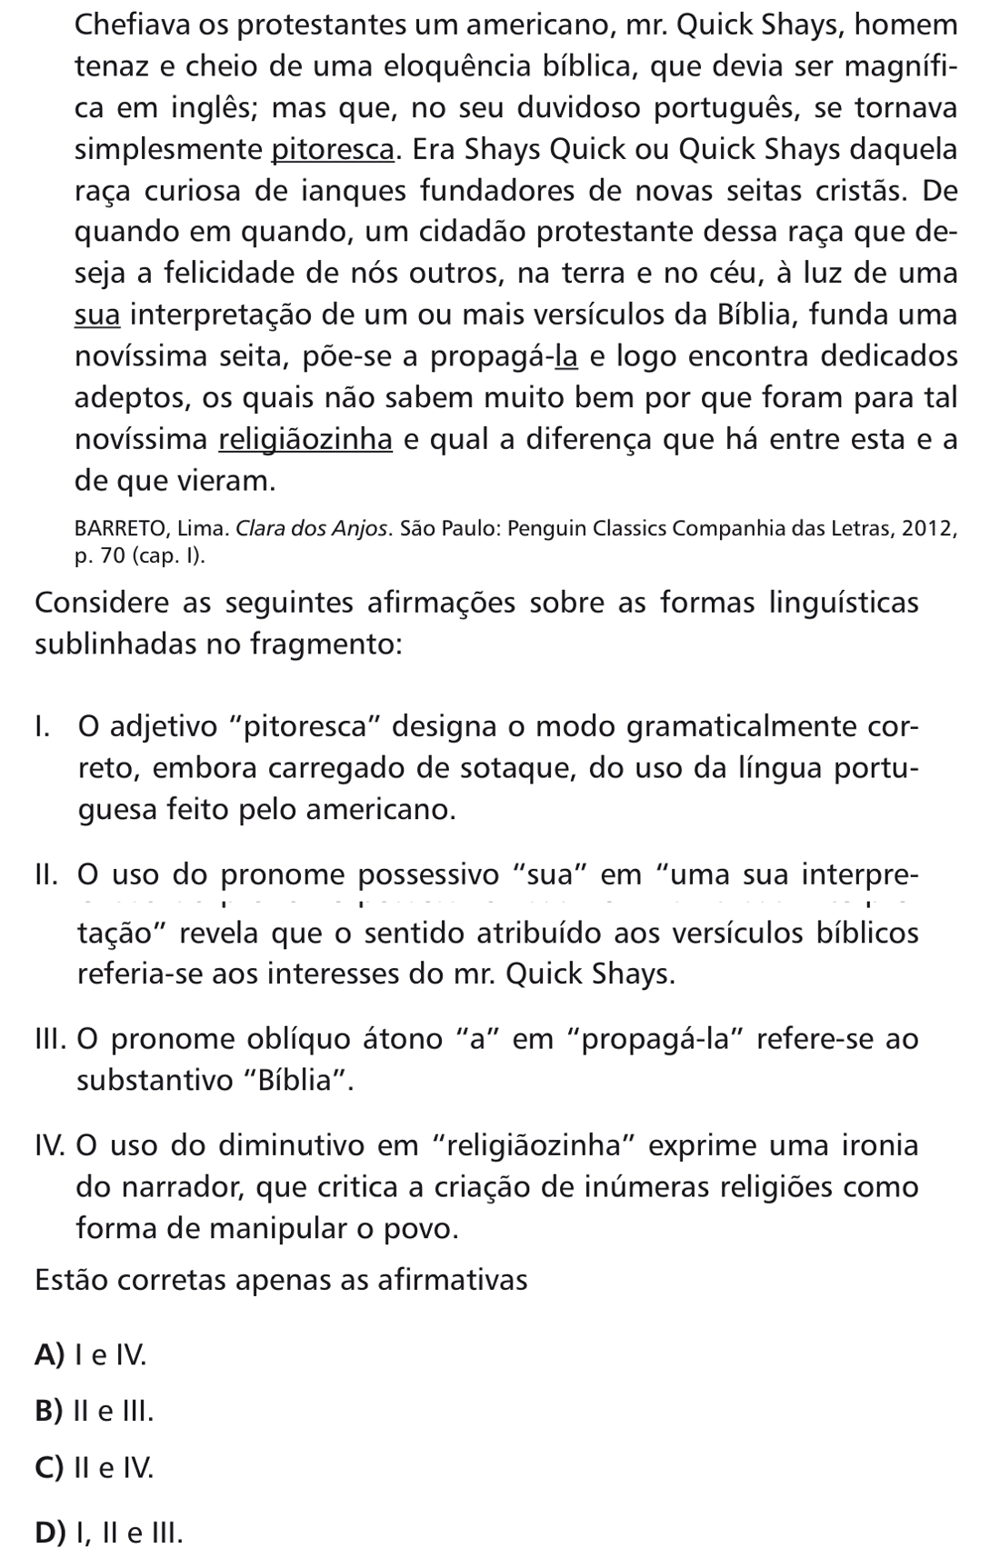 Chefiava os protestantes um americano, mr. Quick Shays, homem
tenaz e cheio de uma eloquência bíblica, que devia ser magnífi-
ca em inglês; mas que, no seu duvidoso português, se tornava
simplesmente pitoresca. Era Shays Quick ou Quick Shays daquela
raça curiosa de ianques fundadores de novas seitas cristãs. De
quando em quando, um cidadão protestante dessa raça que de-
seja a felicidade de nós outros, na terra e no céu, à luz de uma
sua interpretação de um ou mais versículos da Bíblia, funda uma
novíssima seita, põe-se a propagá-la e logo encontra dedicados
adeptos, os quais não sabem muito bem por que foram para tal
novíssima religiãozinha e qual a diferença que há entre esta e a
de que vieram.
BARRETO, Lima. Clara dos Anjos. São Paulo: Penguin Classics Companhia das Letras, 2012,
p. 70 (cap. I).
Considere as seguintes afirmações sobre as formas linguísticas
sublinhadas no fragmento:
I. O adjetivo “pitoresca” designa o modo gramaticalmente cor-
reto, embora carregado de sotaque, do uso da língua portu-
guesa feito pelo americano.
II. O uso do pronome possessivo “sua” em “uma sua interpre-
tação” revela que o sentido atribuído aos versículos bíblicos
referia-se aos interesses do mr. Quick Shays.
III. O pronome oblíquo átono “a” em “propagá-la” refere-se ao
substantivo “Bíblia”.
IV. O uso do diminutivo em “religiãozinha” exprime uma ironia
do narrador, que critica a criação de inúmeras religiões como
forma de manipular o povo.
Estão corretas apenas as afirmativas
A) I e IV.
B) II e III.
C) II e IV.
D) I, II e III.